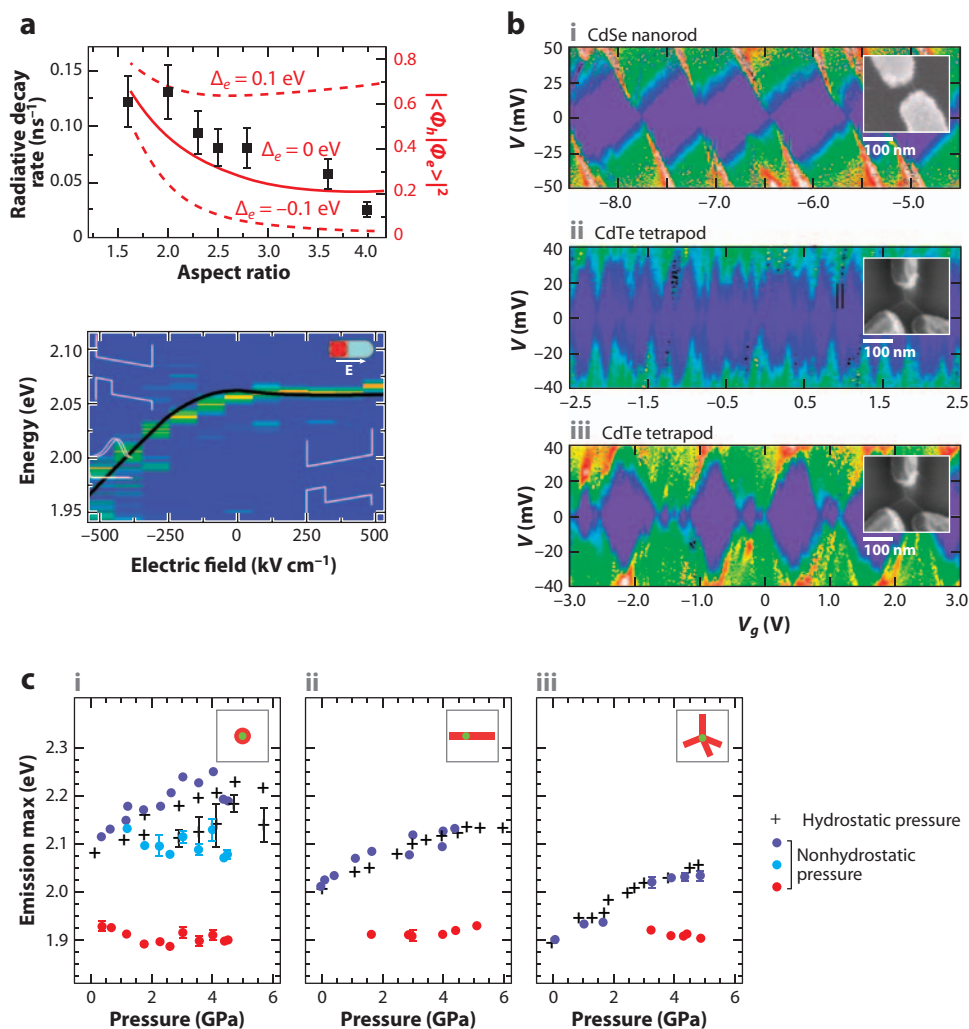 a
Radiative decay
rate (ns⁻¹)
0.15
0.10
0.05
0
0.8
0.6
0.4
0.2
0
|<Φh|Φe>|²
Δe = 0.1 eV
Δe = 0 eV
Δe = −0.1 eV
1.5 2.0 2.5 3.0 3.5 4.0
Aspect ratio
Energy (eV)
2.10
2.05
2.00
1.95
E
−500 −250 0 250 500
Electric field (kV cm⁻¹)
b
i CdSe nanorod
V (mV)
50
25
0
−25
−50
100 nm
−8.0 −7.0 −6.0 −5.0
ii CdTe tetrapod
V (mV)
40
20
0
−20
−40
II
100 nm
−2.5 −1.5 −0.5 0.5 1.5 2.5
iii CdTe tetrapod
V (mV)
40
20
0
−20
−40
100 nm
−3.0 −2.0 −1.0 0 1.0 2.0 3.0
Vg (V)
c
i
ii
iii
Emission max (eV)
2.3
2.2
2.1
2.0
1.9
0 2 4 6
Pressure (GPa)
0 2 4 6
Pressure (GPa)
0 2 4 6
Pressure (GPa)
+ Hydrostatic pressure
Nonhydrostatic
pressure